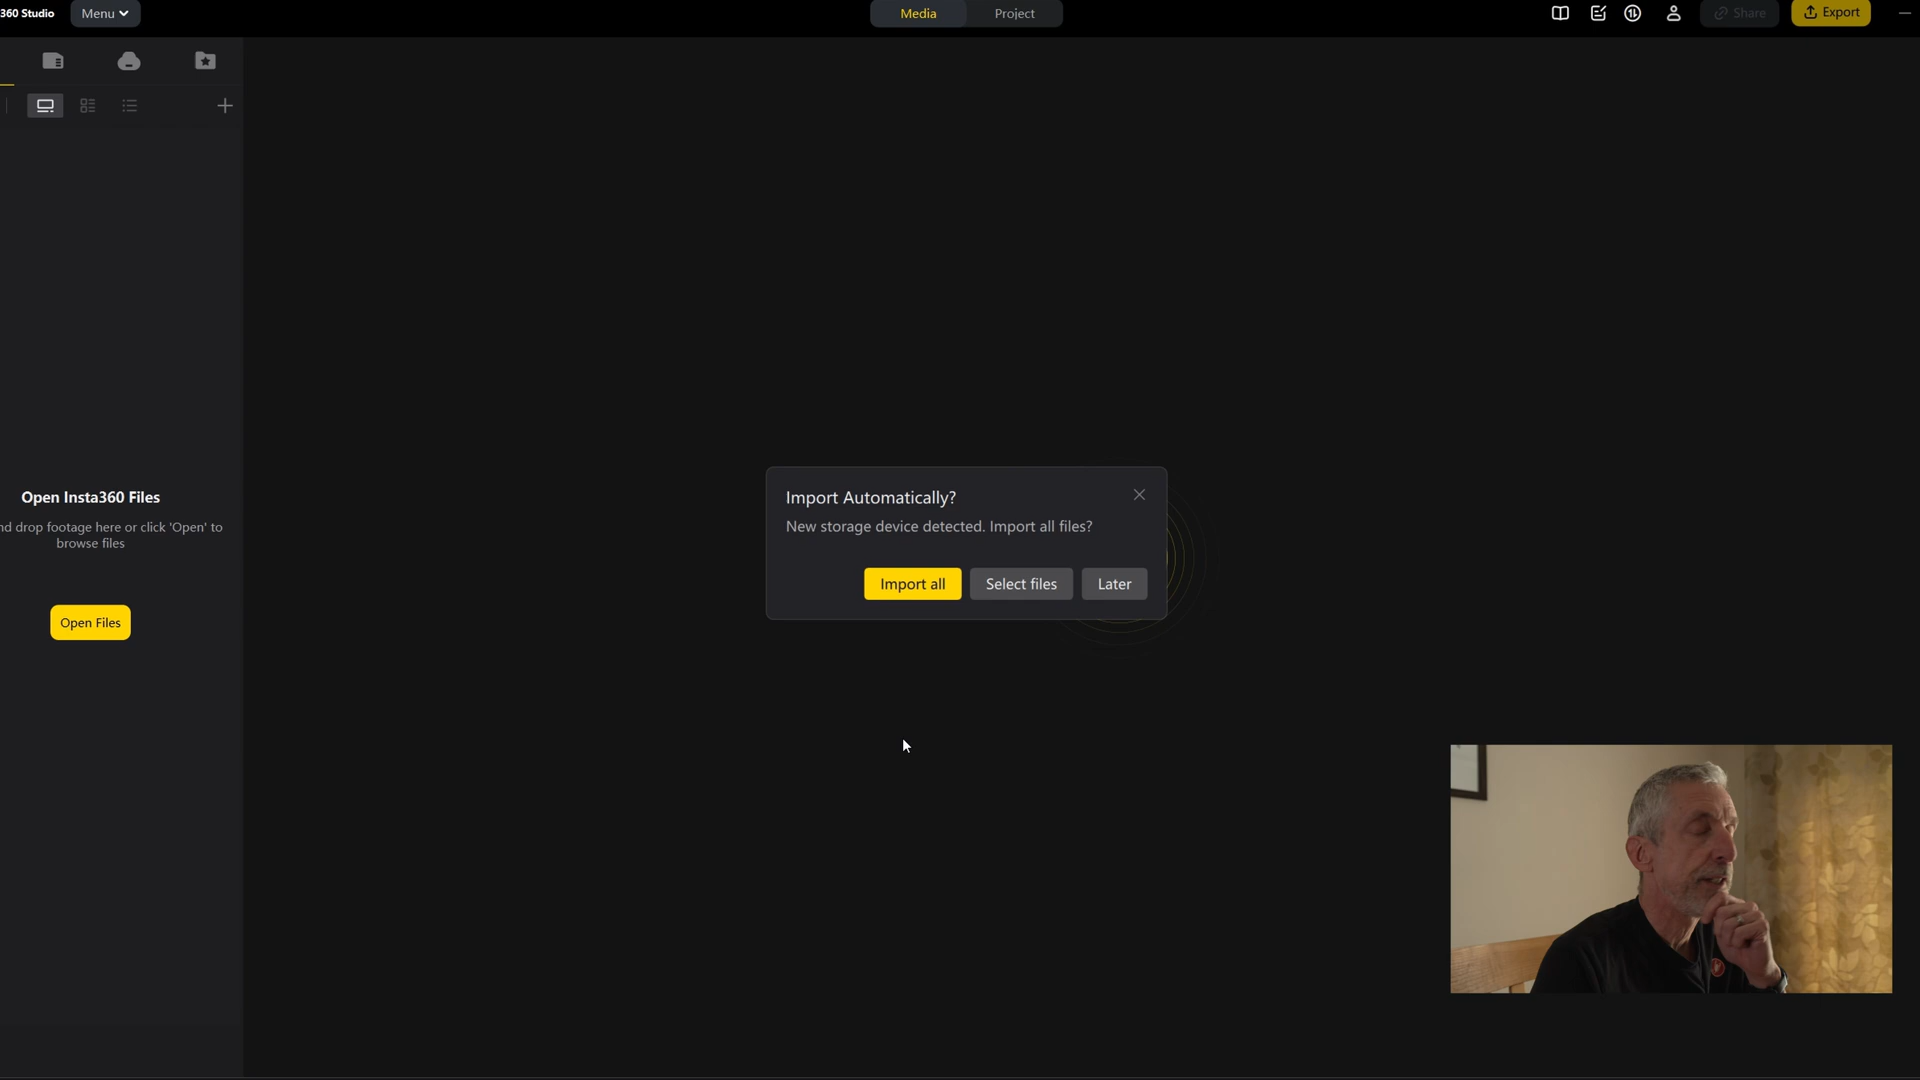 360 Studio
Menu
Media
Project
Share
Export
Open Insta360 Files
nd drop footage here or click 'Open' to
browse files
Open Files
Import Automatically?
New storage device detected. Import all files?
Import all
Select files
Later